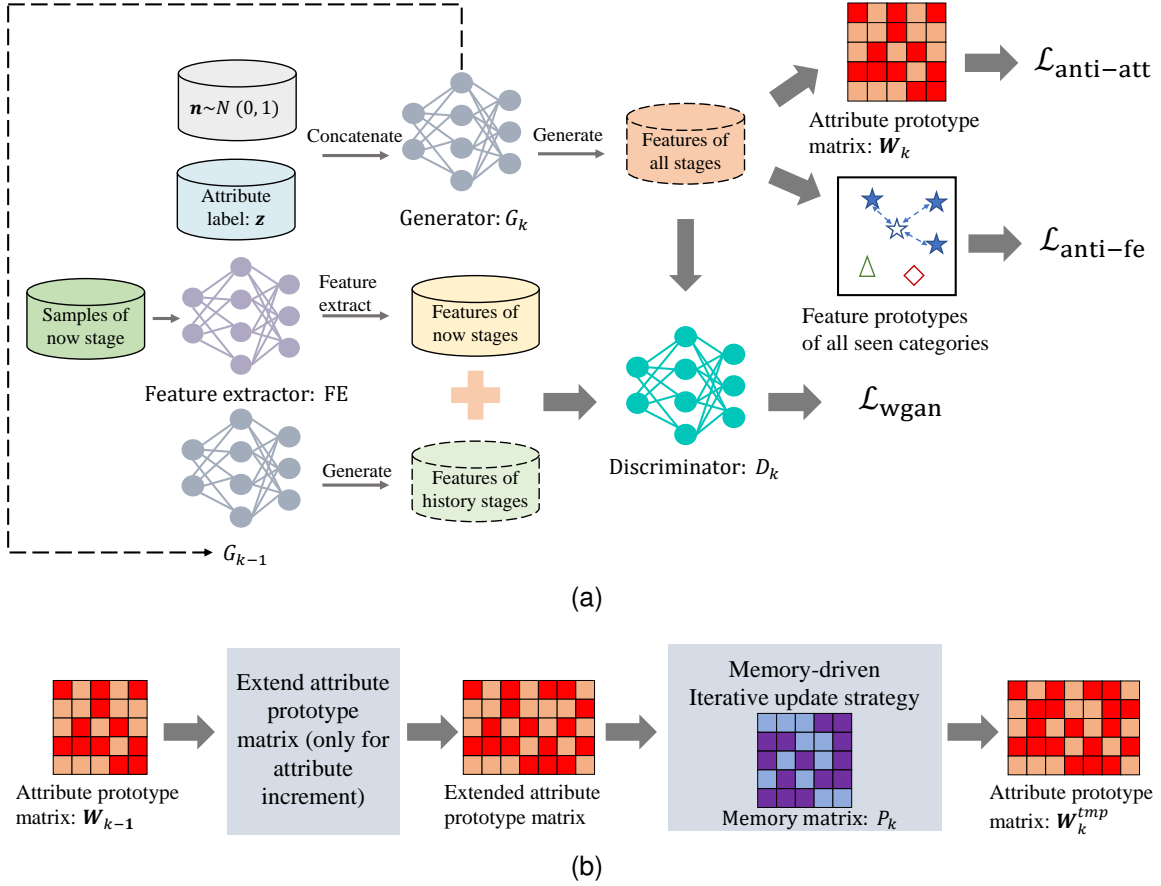 n~N (0, 1)
Concatenate
Attribute
label: z
Generator: G_k
Generate
Features of
all stages
Attribute prototype
matrix: W_k
ℒ_anti−att
Feature prototypes
of all seen categories
ℒ_anti−fe
Samples of
now stage
Feature extractor: FE
Feature
extract
Features of
now stages
G_{k−1}
Generate
Features of
history stages
Discriminator: D_k
ℒ_wgan
(a)
Attribute prototype
matrix: W_{k−1}
Extend attribute
prototype
matrix (only for
attribute
increment)
Extended attribute
prototype matrix
Memory-driven
Iterative update strategy
Memory matrix: P_k
Attribute prototype
matrix: W_k^{tmp}
(b)